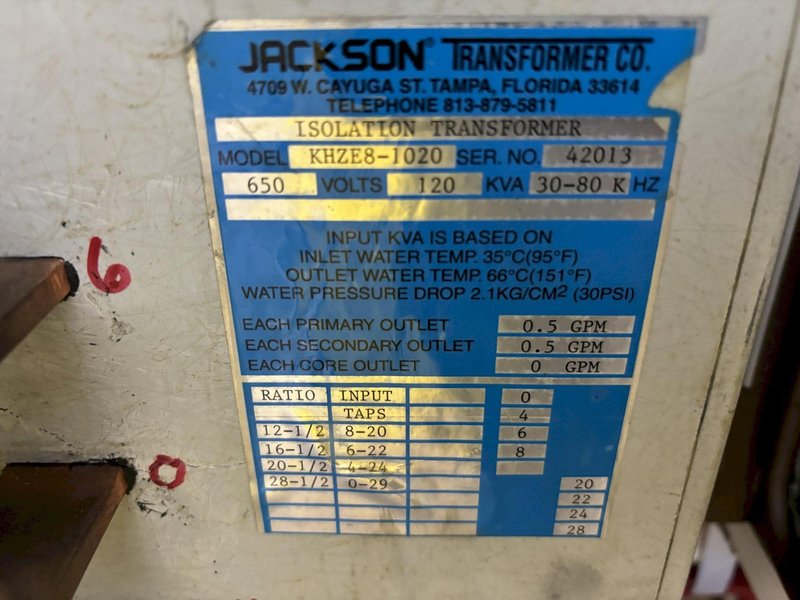 JACKSON® TRANSFORMER CO.
4709 W. CAYUGA ST. TAMPA, FLORIDA 33614
TELEPHONE 813-879-5811
ISOLATION TRANSFORMER
MODEL KHZE8-1020 SER. NO. 42013
650 VOLTS 120 KVA 30-80 K HZ
INPUT KVA IS BASED ON
INLET WATER TEMP. 35°C(95°F)
OUTLET WATER TEMP. 66°C(151°F)
WATER PRESSURE DROP 2.1KG/CM² (30PSI)
EACH PRIMARY OUTLET 0.5 GPM
EACH SECONDARY OUTLET 0.5 GPM
EACH CORE OUTLET 0 GPM
RATIO INPUT 0
TAPS 4
12-1/2 8-20 6
16-1/2 6-22 8
20-1/2 4-24
28-1/2 0-29 20
22
24
28
6
0